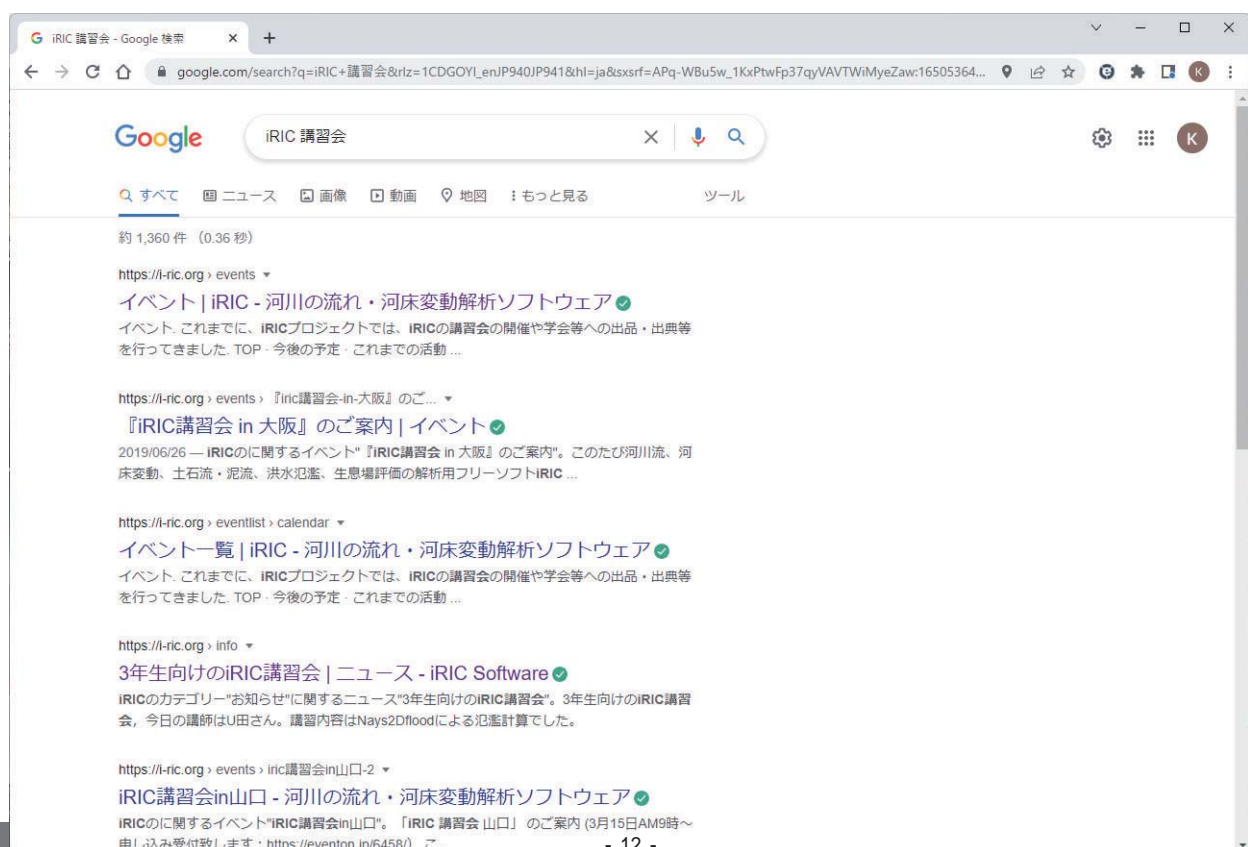 iRIC 講習会 - Google 検索
google.com/search?q=iRIC+講習会&rlz=1CDGOYI_enJP940JP941&hl=ja&sxsrf=APq-WBu5w_1KxPtwFp37qyVAVTWiMyeZaw:16505364...
K
Google
iRIC 講習会
K
すべて ニュース 画像 動画 地図 もっと見る ツール
約 1,360 件 （0.36 秒）
https://i-ric.org › events
イベント | iRIC - 河川の流れ・河床変動解析ソフトウェア
イベント. これまでに、iRICプロジェクトでは、iRICの講習会の開催や学会等への出品・出典等
を行ってきました. TOP · 今後の予定 · これまでの活動 ...
https://i-ric.org › events › 『iric講習会-in-大阪』のご...
『iRIC講習会 in 大阪』のご案内 | イベント
2019/06/26 — iRICのに関するイベント"『iRIC講習会 in 大阪』のご案内"。このたび河川流、河
床変動、土石流・泥流、洪水氾濫、生息場評価の解析用フリーソフトiRIC ...
https://i-ric.org › eventlist › calendar
イベント一覧 | iRIC - 河川の流れ・河床変動解析ソフトウェア
イベント. これまでに、iRICプロジェクトでは、iRICの講習会の開催や学会等への出品・出典等
を行ってきました. TOP · 今後の予定 · これまでの活動 ...
https://i-ric.org › info
3年生向けのiRIC講習会 | ニュース - iRIC Software
iRICのカテゴリー"お知らせ"に関するニュース"3年生向けのiRIC講習会"。3年生向けのiRIC講習
会，今日の講師はU田さん。講習内容はNays2Dfloodによる氾濫計算でした。
https://i-ric.org › events › iric講習会in山口-2
iRIC講習会in山口 - 河川の流れ・河床変動解析ソフトウェア
iRICのに関するイベント"iRIC講習会in山口"。「iRIC 講習会 山口」 のご案内 (3月15日AM9時～
申し込み受付致します：https://eventon.jp/6458/)
- 12 -